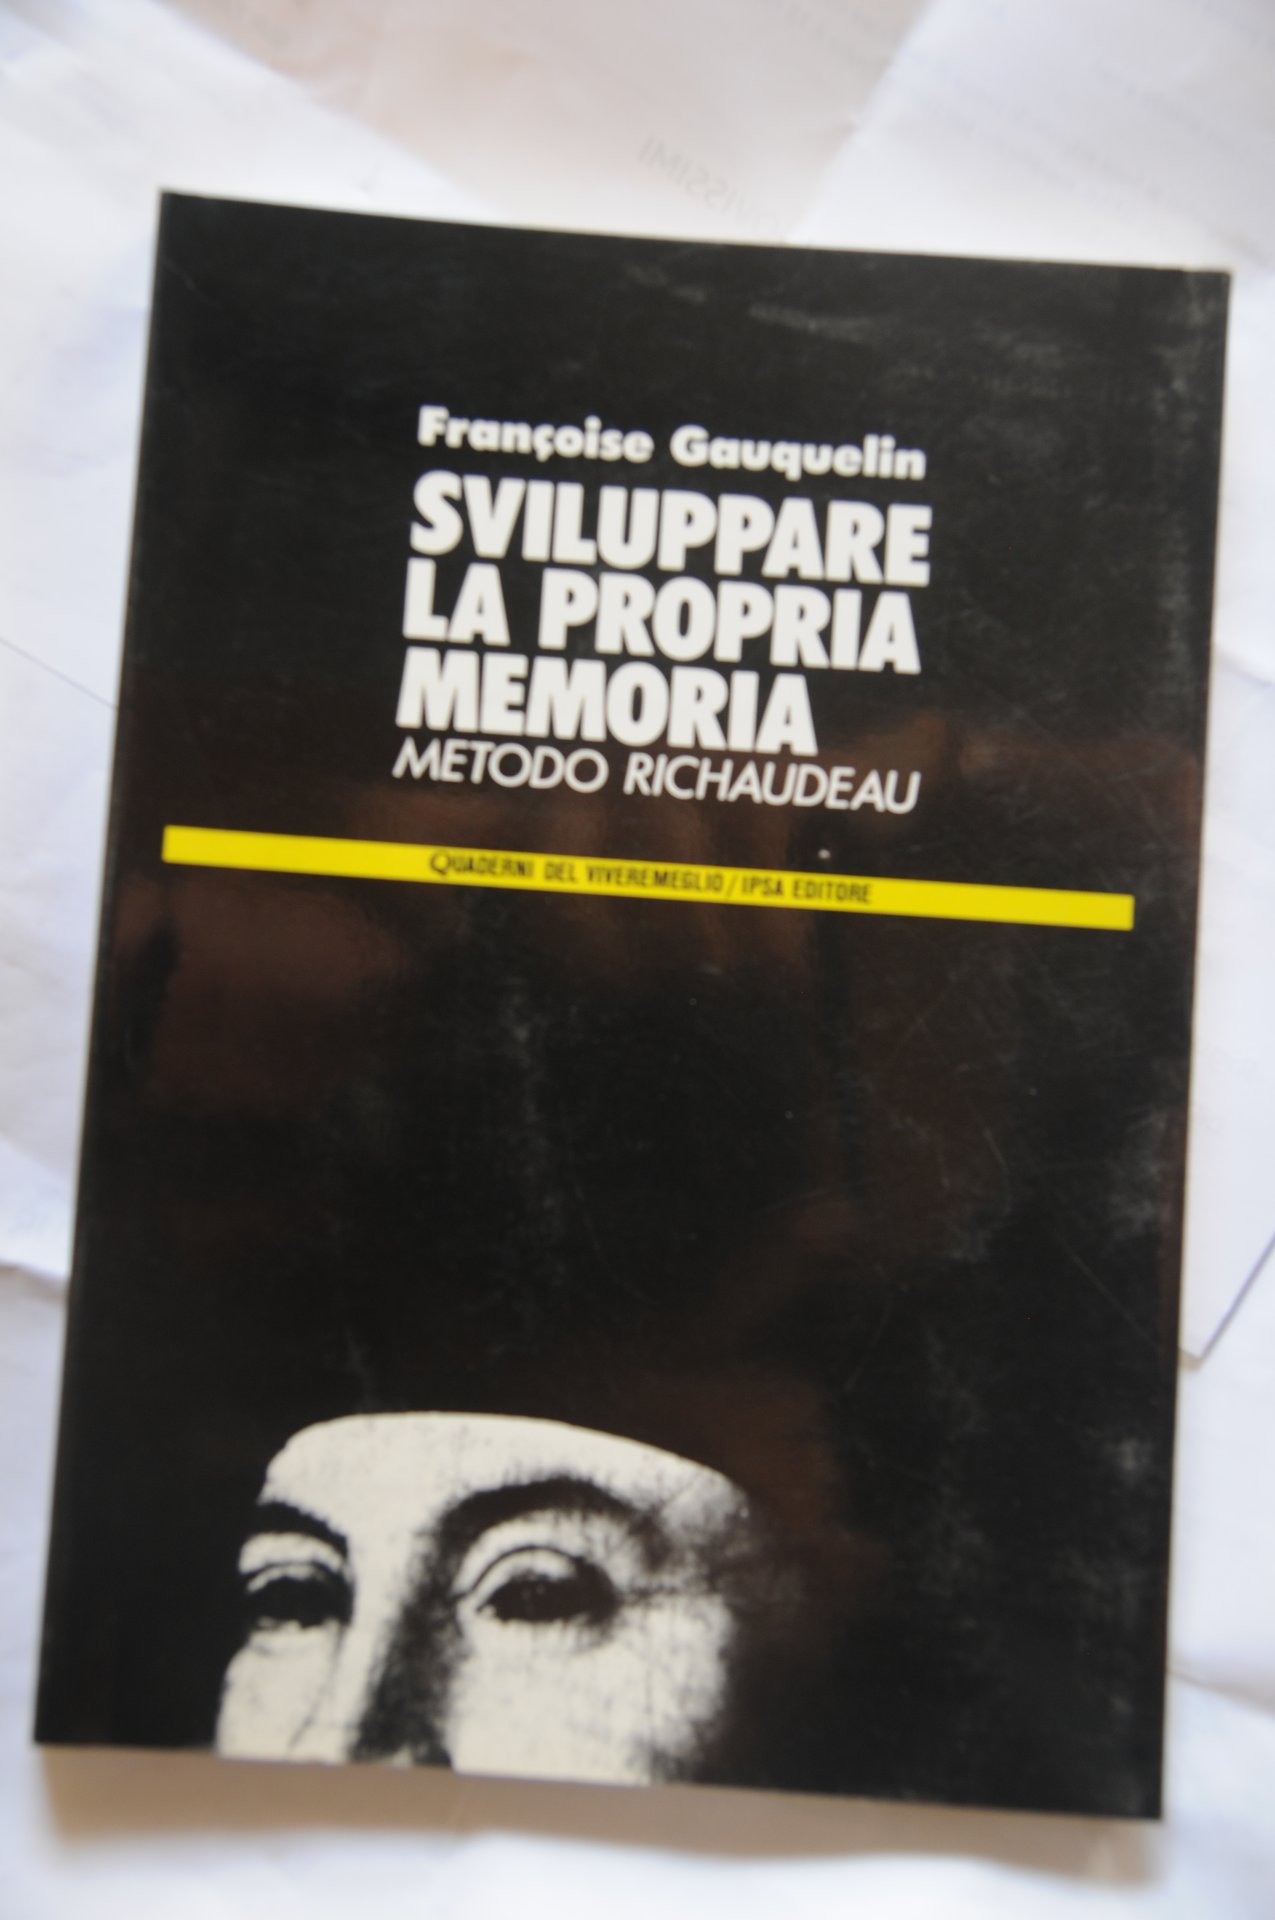 Françoise Gauquelin
SVILUPPARE
LA PROPRIA
MEMORIA
METODO RICHAUDEAU
QUADERNI DEL VIVEREMEGLIO/IPSA EDITORE